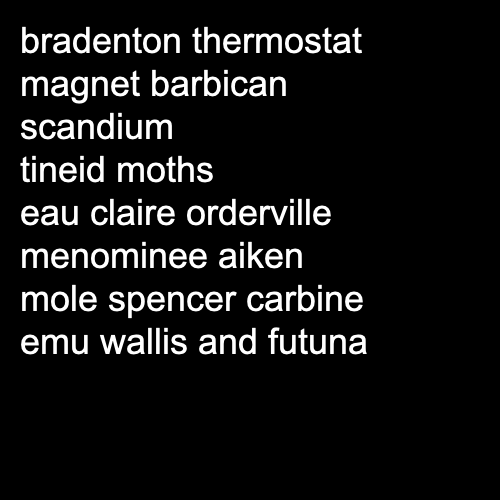 bradenton thermostat
magnet barbican
scandium
tineid moths
eau claire orderville
menominee aiken
mole spencer carbine
emu wallis and futuna